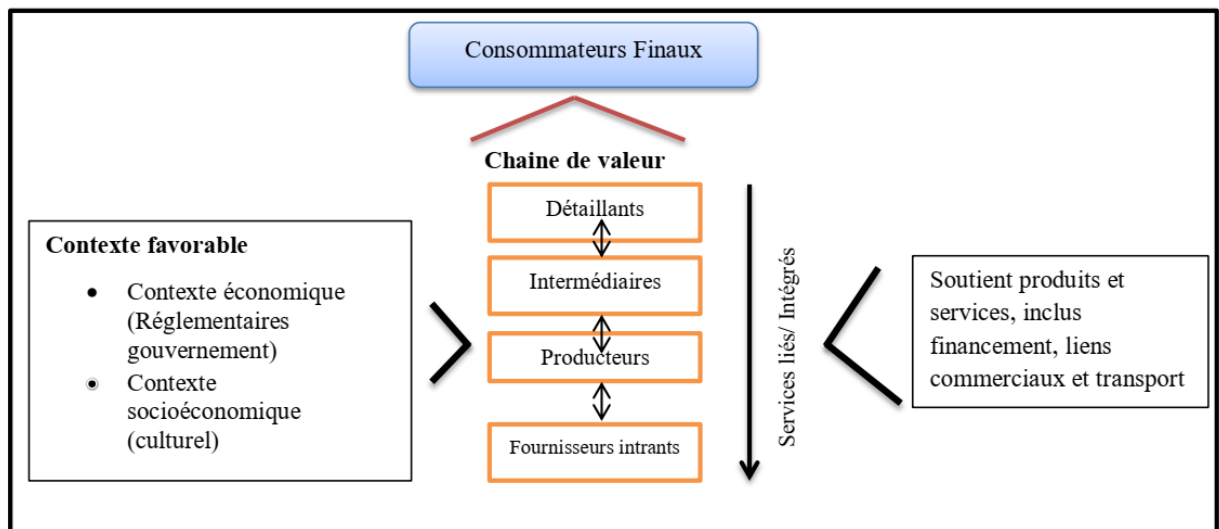 Consommateurs Finaux
Chaine de valeur
Détaillants
Intermédiaires
Producteurs
Fournisseurs intrants
Contexte favorable
Contexte économique
(Réglementaires
gouvernement)
Contexte
socioéconomique
(culturel)
Services liés/ Intégrés
Soutient produits et
services, inclus
financement, liens
commerciaux et transport